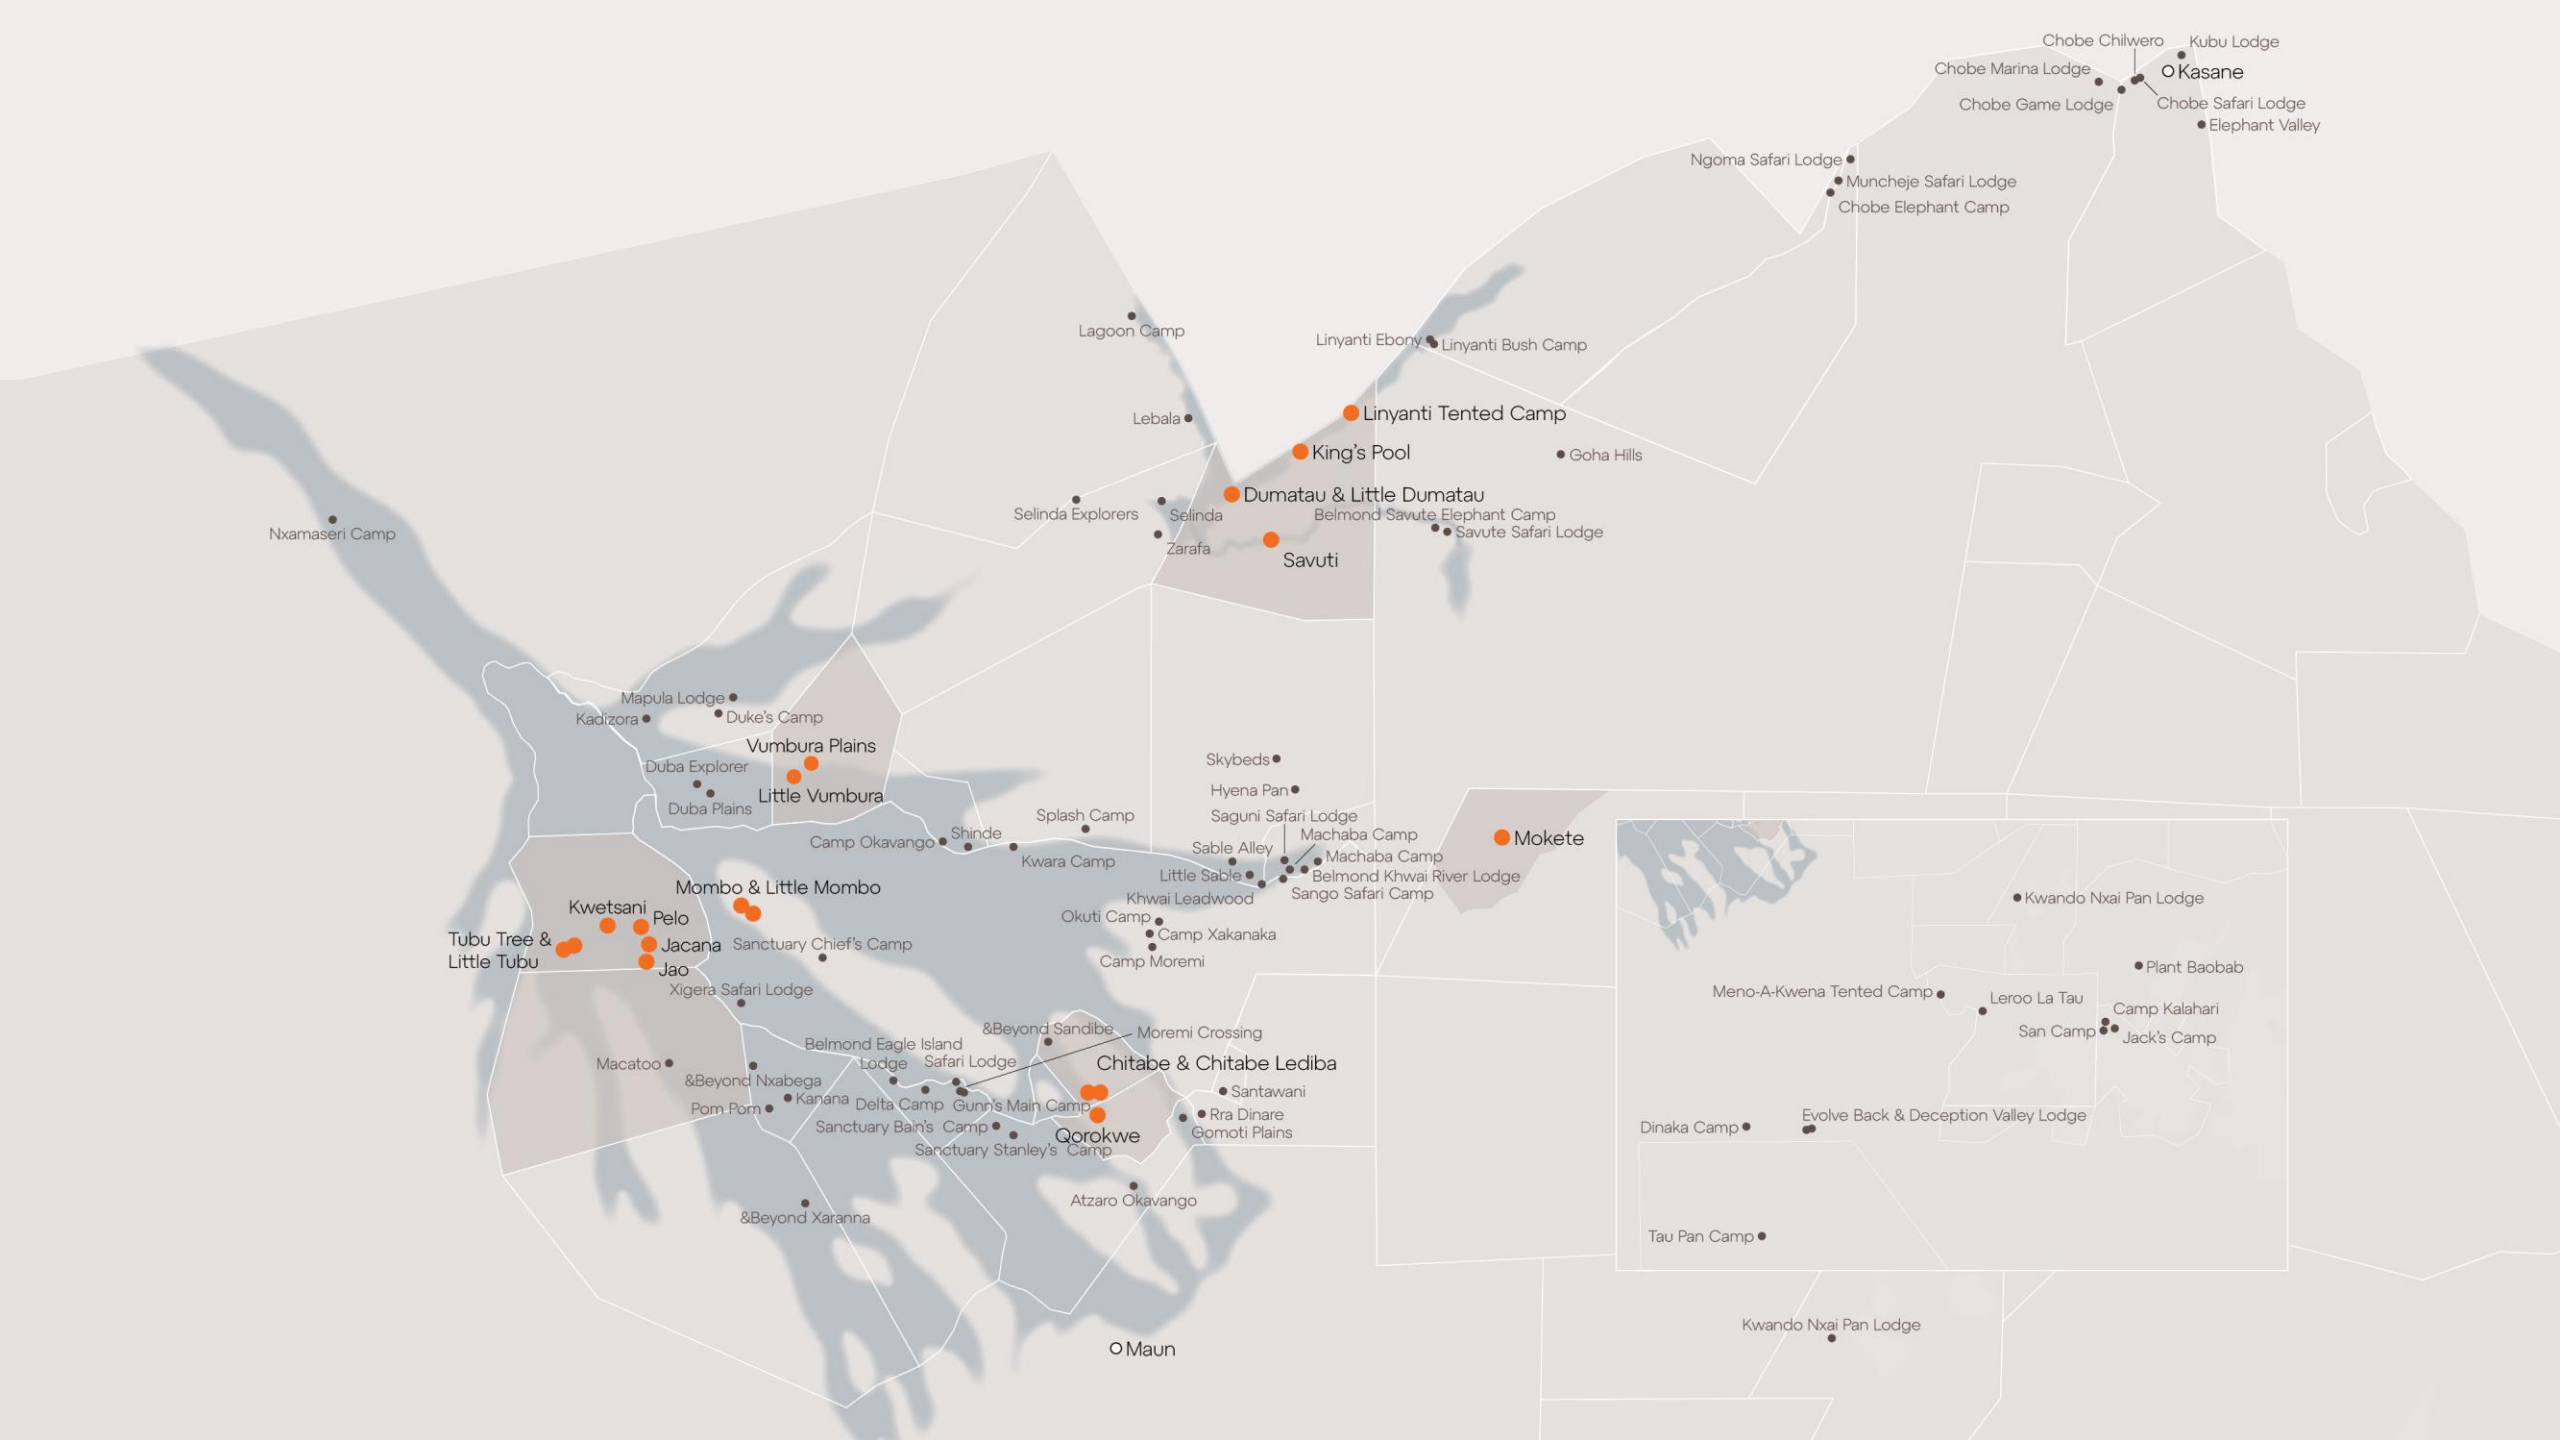 Chobe Chilwero
Kubu Lodge
Chobe Marina Lodge
Kasane
Chobe Game Lodge
Chobe Safari Lodge
Elephant Valley
Ngoma Safari Lodge
Muncheje Safari Lodge
Chobe Elephant Camp
Lagoon Camp
Linyanti Ebony
Linyanti Bush Camp
Lebala
Linyanti Tented Camp
King's Pool
Goha Hills
Dumatau & Little Dumatau
Selinda Explorers
Selinda
Belmond Savute Elephant Camp
Savute Safari Lodge
Nxamaseri Camp
Zarafa
Savuti
Mapula Lodge
Kadizora
Duke's Camp
Vumbura Plains
Duba Explorer
Little Vumbura
Duba Plains
Skybeds
Hyena Pan
Splash Camp
Saguni Safari Lodge
Camp Okavango
Shinde
Machaba Camp
Mokete
Sable Alley
Kwara Camp
Machaba Camp
Little Sable
Belmond Khwai River Lodge
Khwai Leadwood
Sango Safari Camp
Mombo & Little Mombo
Kwetsani
Pelo
Okuti Camp
Tubu Tree &
Little Tubu
Jacana
Sanctuary Chief's Camp
Camp Xakanaka
Jao
Camp Moremi
Xigera Safari Lodge
&Beyond Sandibe
Moremi Crossing
Belmond Eagle Island
Lodge
Safari Lodge
Macatoo
Chitabe & Chitabe Lediba
&Beyond Nxabega
Santawani
Kanana
Delta Camp
Gunn's Main Camp
Pom Pom
Rra Dinare
Sanctuary Bain's Camp
Qorokwe
Gomoti Plains
Sanctuary Stanley's Camp
Atzaro Okavango
&Beyond Xaranna
Maun
Kwando Nxai Pan Lodge
Plant Baobab
Meno-A-Kwena Tented Camp
Leroo La Tau
Camp Kalahari
San Camp
Jack's Camp
Evolve Back & Deception Valley Lodge
Dinaka Camp
Tau Pan Camp
Kwando Nxai Pan Lodge